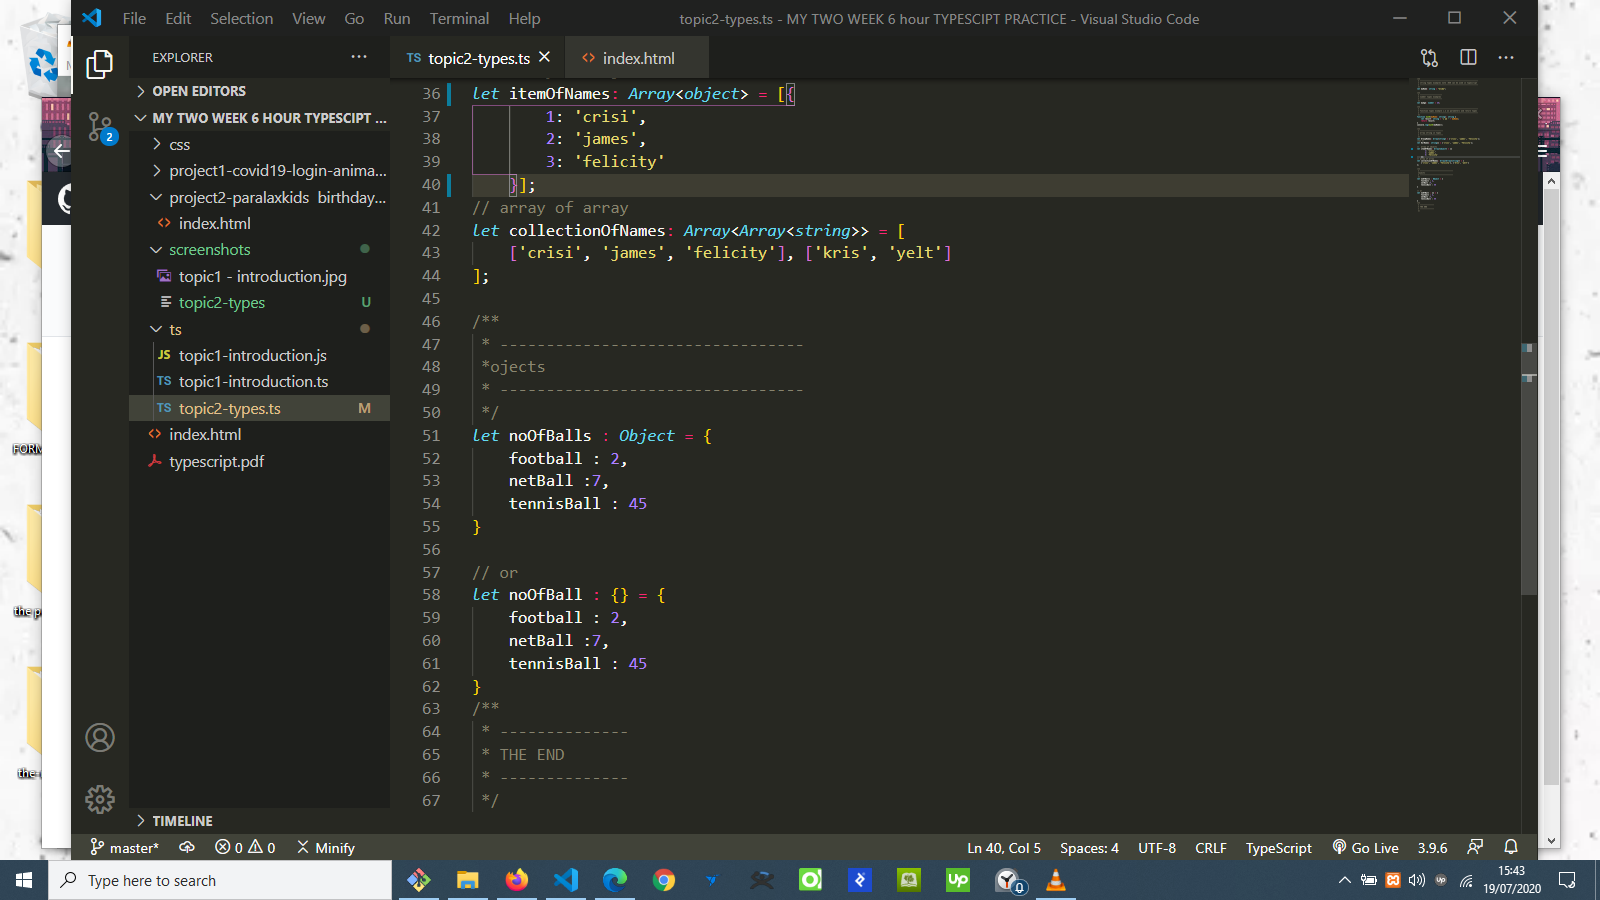 File Edit Selection View Go Run Terminal Help
topic2-types.ts - MY TWO WEEK 6 hour TYPESCIPT PRACTICE - Visual Studio Code
EXPLORER
OPEN EDITORS
MY TWO WEEK 6 HOUR TYPESCIPT ...
css
project1-covid19-login-anima...
project2-paralaxkids birthday...
index.html
screenshots
topic1 - introduction.jpg
topic2-types U
ts
JS topic1-introduction.js
TS topic1-introduction.ts
TS topic2-types.ts M
index.html
typescript.pdf
TIMELINE
2
TS topic2-types.ts
index.html
36 let itemOfNames: Array<object> = [{
37 1: 'crisi',
38 2: 'james',
39 3: 'felicity'
40 }];
41 // array of array
42 let collectionOfNames: Array<Array<string>> = [
43 ['crisi', 'james', 'felicity'], ['kris', 'yelt']
44 ];
45
46 /**
47 * ---------------------------------
48 *ojects
49 * ---------------------------------
50 */
51 let noOfBalls : Object = {
52 football : 2,
53 netBall :7,
54 tennisBall : 45
55 }
56
57 // or
58 let noOfBall : {} = {
59 football : 2,
60 netBall :7,
61 tennisBall : 45
62 }
63 /**
64 * --------------
65 * THE END
66 * --------------
67 */
FORM
the p
the
master* 0 0 Minify
Ln 40, Col 5 Spaces: 4 UTF-8 CRLF TypeScript Go Live 3.9.6
Type here to search
up
15:43
19/07/2020